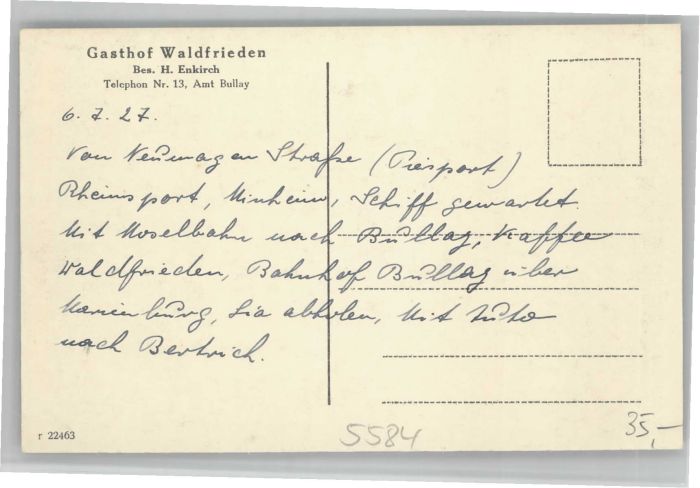 Gasthof Waldfrieden
Bes. H. Enkirch
Telephon Nr. 13, Amt Bullay
6. 7. 27.
Von Neumagen Straße (Piesport)
Rheinsport, Minheim, Schiff gewartet.
Mit Moselbahn nach Bullay, Kaffee
Waldfrieden, Bahnhof Bullay über
Marienburg, Lia abholen, Mit Auto
nach Bertrich.
r 22463
5584
35,–